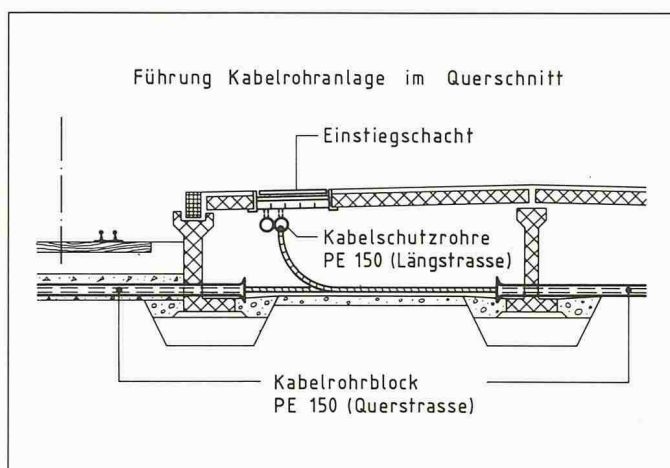 Führung Kabelrohranlage im Querschnitt
Einstiegschacht
Kabelschutzrohre
PE 150 (Längstrasse)
Kabelrohrblock
PE 150 (Querstrasse)